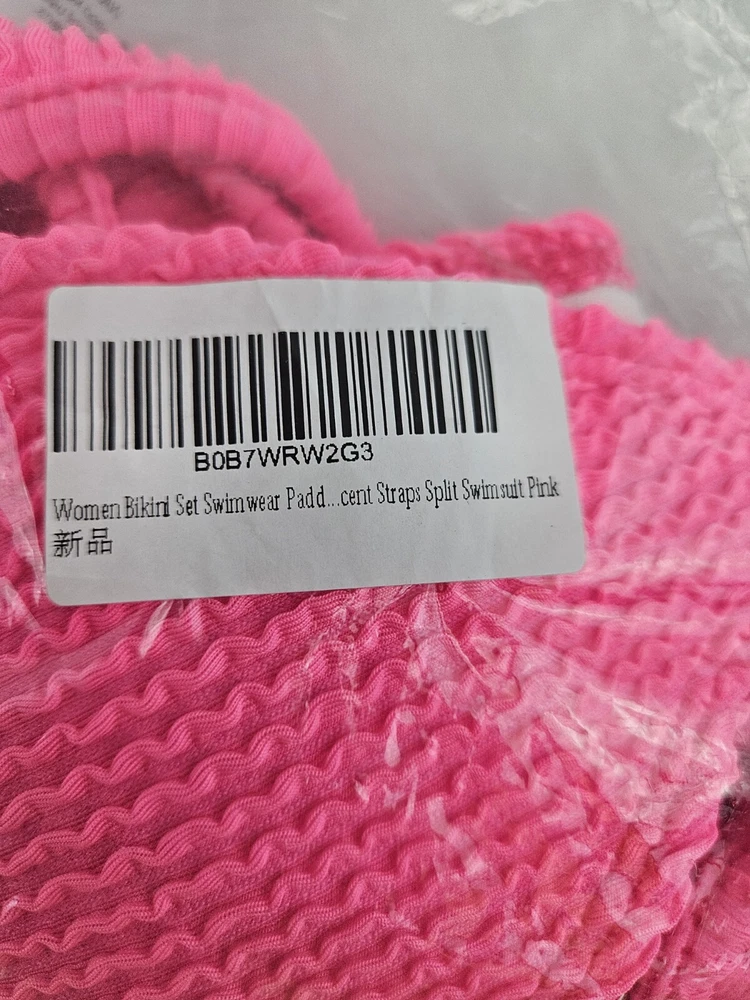 B0B7WRW2G3
Women Bikini Set Swimwear Padd...cent Straps Split Swimsuit Pink
新品